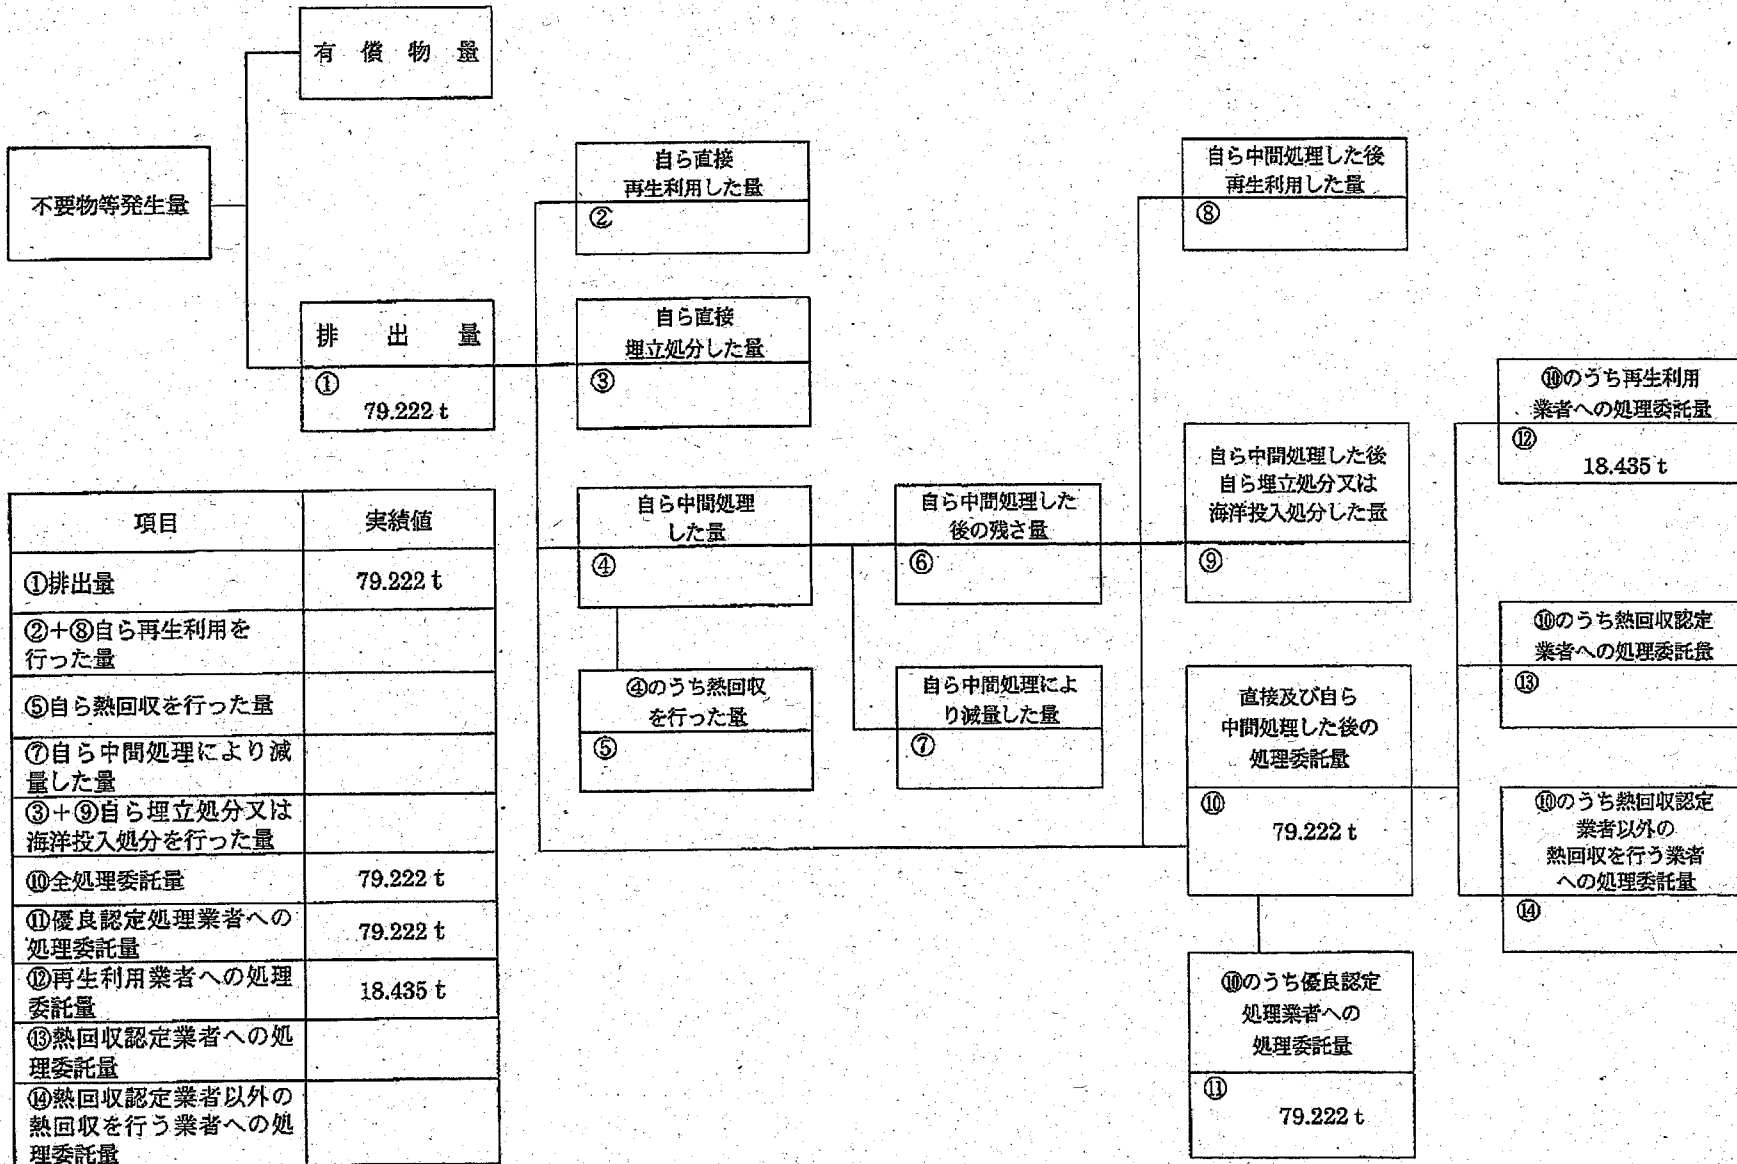 有償物量
不要物等発生量
排出量
①
79.222 t
自ら直接
再生利用した量
②
自ら直接
埋立処分した量
③
自ら中間処理
した量
④
④のうち熱回収
を行った量
⑤
自ら中間処理した
後の残さ量
⑥
自ら中間処理によ
り減量した量
⑦
自ら中間処理した後
再生利用した量
⑧
自ら中間処理した後
自ら埋立処分又は
海洋投入処分した量
⑨
直接及び自ら
中間処理した後の
処理委託量
⑩
79.222 t
⑩のうち優良認定
処理業者への
処理委託量
⑪
79.222 t
⑩のうち再生利用
業者への処理委託量
⑫
18.435 t
⑩のうち熱回収認定
業者への処理委託量
⑬
⑩のうち熱回収認定
業者以外の
熱回収を行う業者
への処理委託量
⑭
項目 実績値
①排出量 79.222 t
②+⑧自ら再生利用を
行った量
⑤自ら熱回収を行った量
⑦自ら中間処理により減
量した量
③+⑨自ら埋立処分又は
海洋投入処分を行った量
⑩全処理委託量 79.222 t
⑪優良認定処理業者への
処理委託量 79.222 t
⑫再生利用業者への処理
委託量 18.435 t
⑬熱回収認定業者への処
理委託量
⑭熱回収認定業者以外の
熱回収を行う業者への処
理委託量